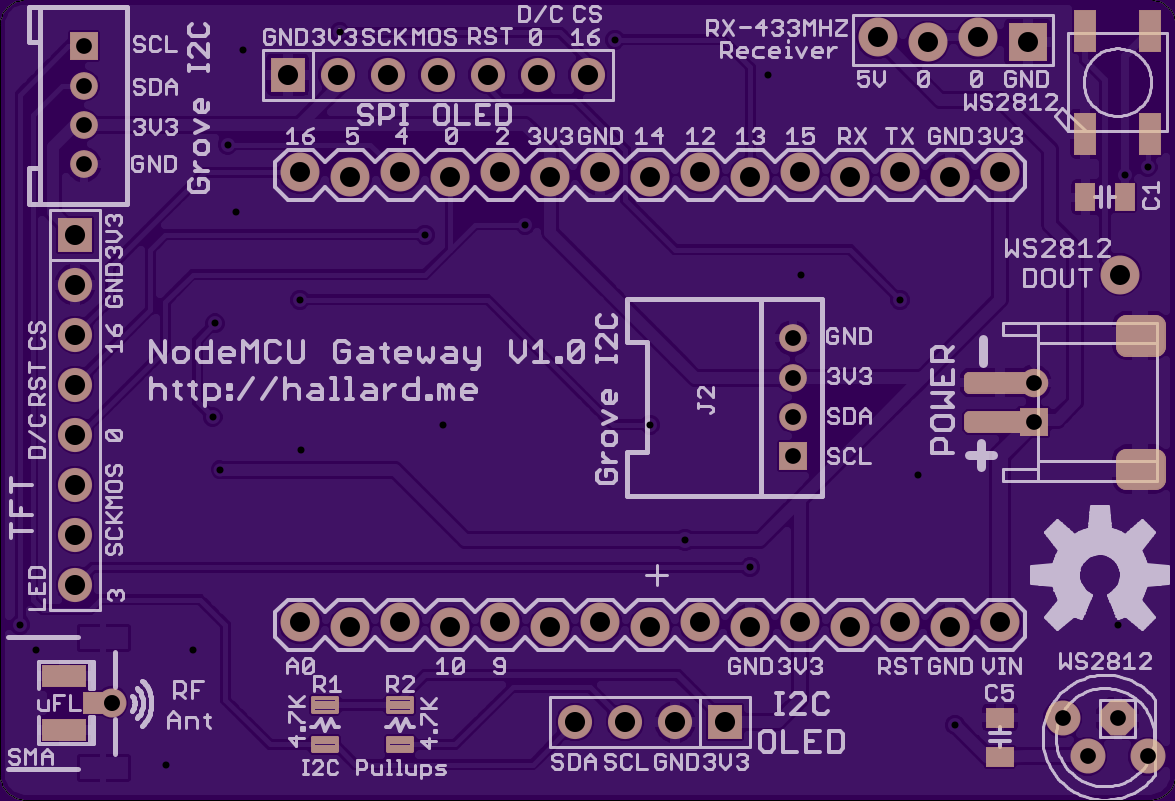 D/C CS
GND 3V3 SCK MOS RST 0 16
SPI OLED
RX-433MHZ
Receiver
5V 0 0 GND
WS2812
C1
SCL
SDA
3V3
GND
Grove I2C
16 5 4 0 2 3V3 GND 14 12 13 15 RX TX GND 3V3
WS2812
DOUT
3V3
GND
CS
16
RST
D/C
0
MOS
SCK
LED
3
TFT
NodeMCU Gateway V1.0
http://hallard.me
Grove I2C
J2
GND
3V3
SDA
SCL
POWER
-
+
+
A0 10 9 GND 3V3 RST GND VIN
uFL
SMA
RF
Ant
R1
4.7K
R2
4.7K
I2C Pullups
SDA SCL GND 3V3
I2C
OLED
WS2812
C5